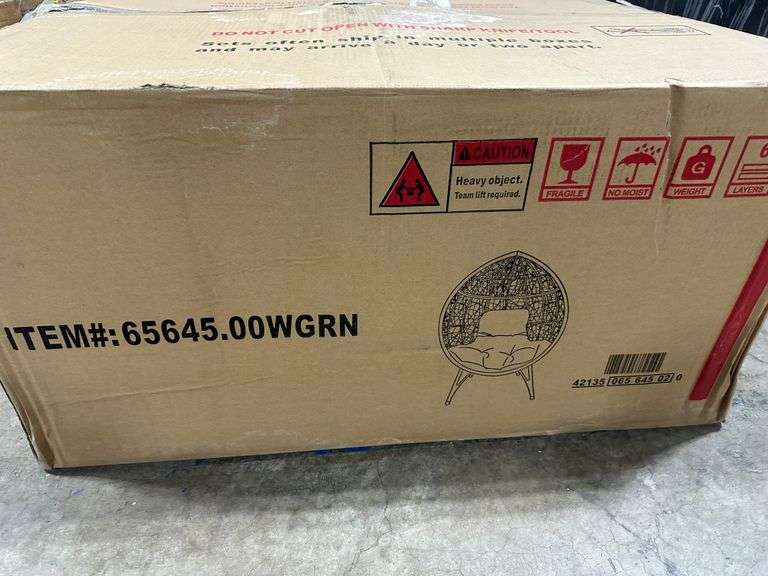 DO NOT CUT OPEN WITH SHARP KNIFE/TOOL
Sets often ship in multiple boxes
and may arrive a day or two apart.
CAUTION
Heavy object.
Team lift required.
FRAGILE
NO.MOIST
G
WEIGHT
6
LAYERS
ITEM#:65645.00WGRN
42135 065 645 02 0